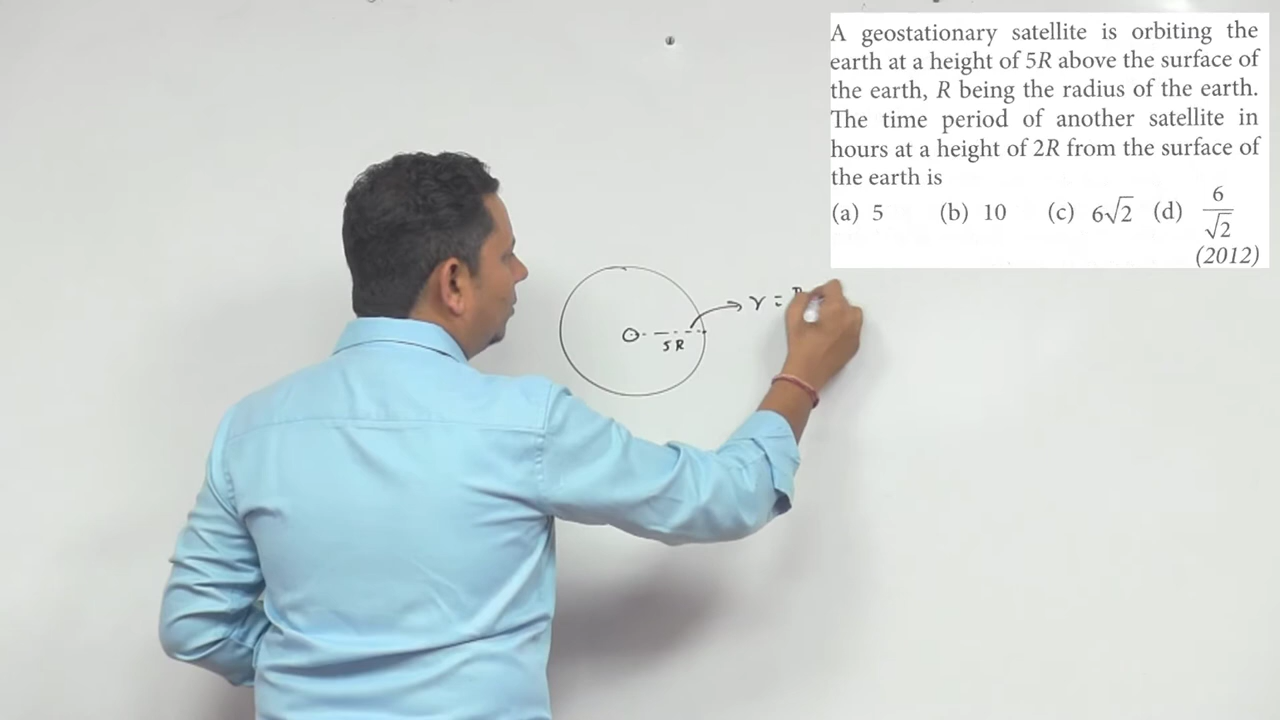 A geostationary satellite is orbiting the
earth at a height of 5R above the surface of
the earth, R being the radius of the earth.
The time period of another satellite in
hours at a height of 2R from the surface of
the earth is
(a) 5 (b) 10 (c) 6√2 (d) 6/√2
(2012)
r =
5R